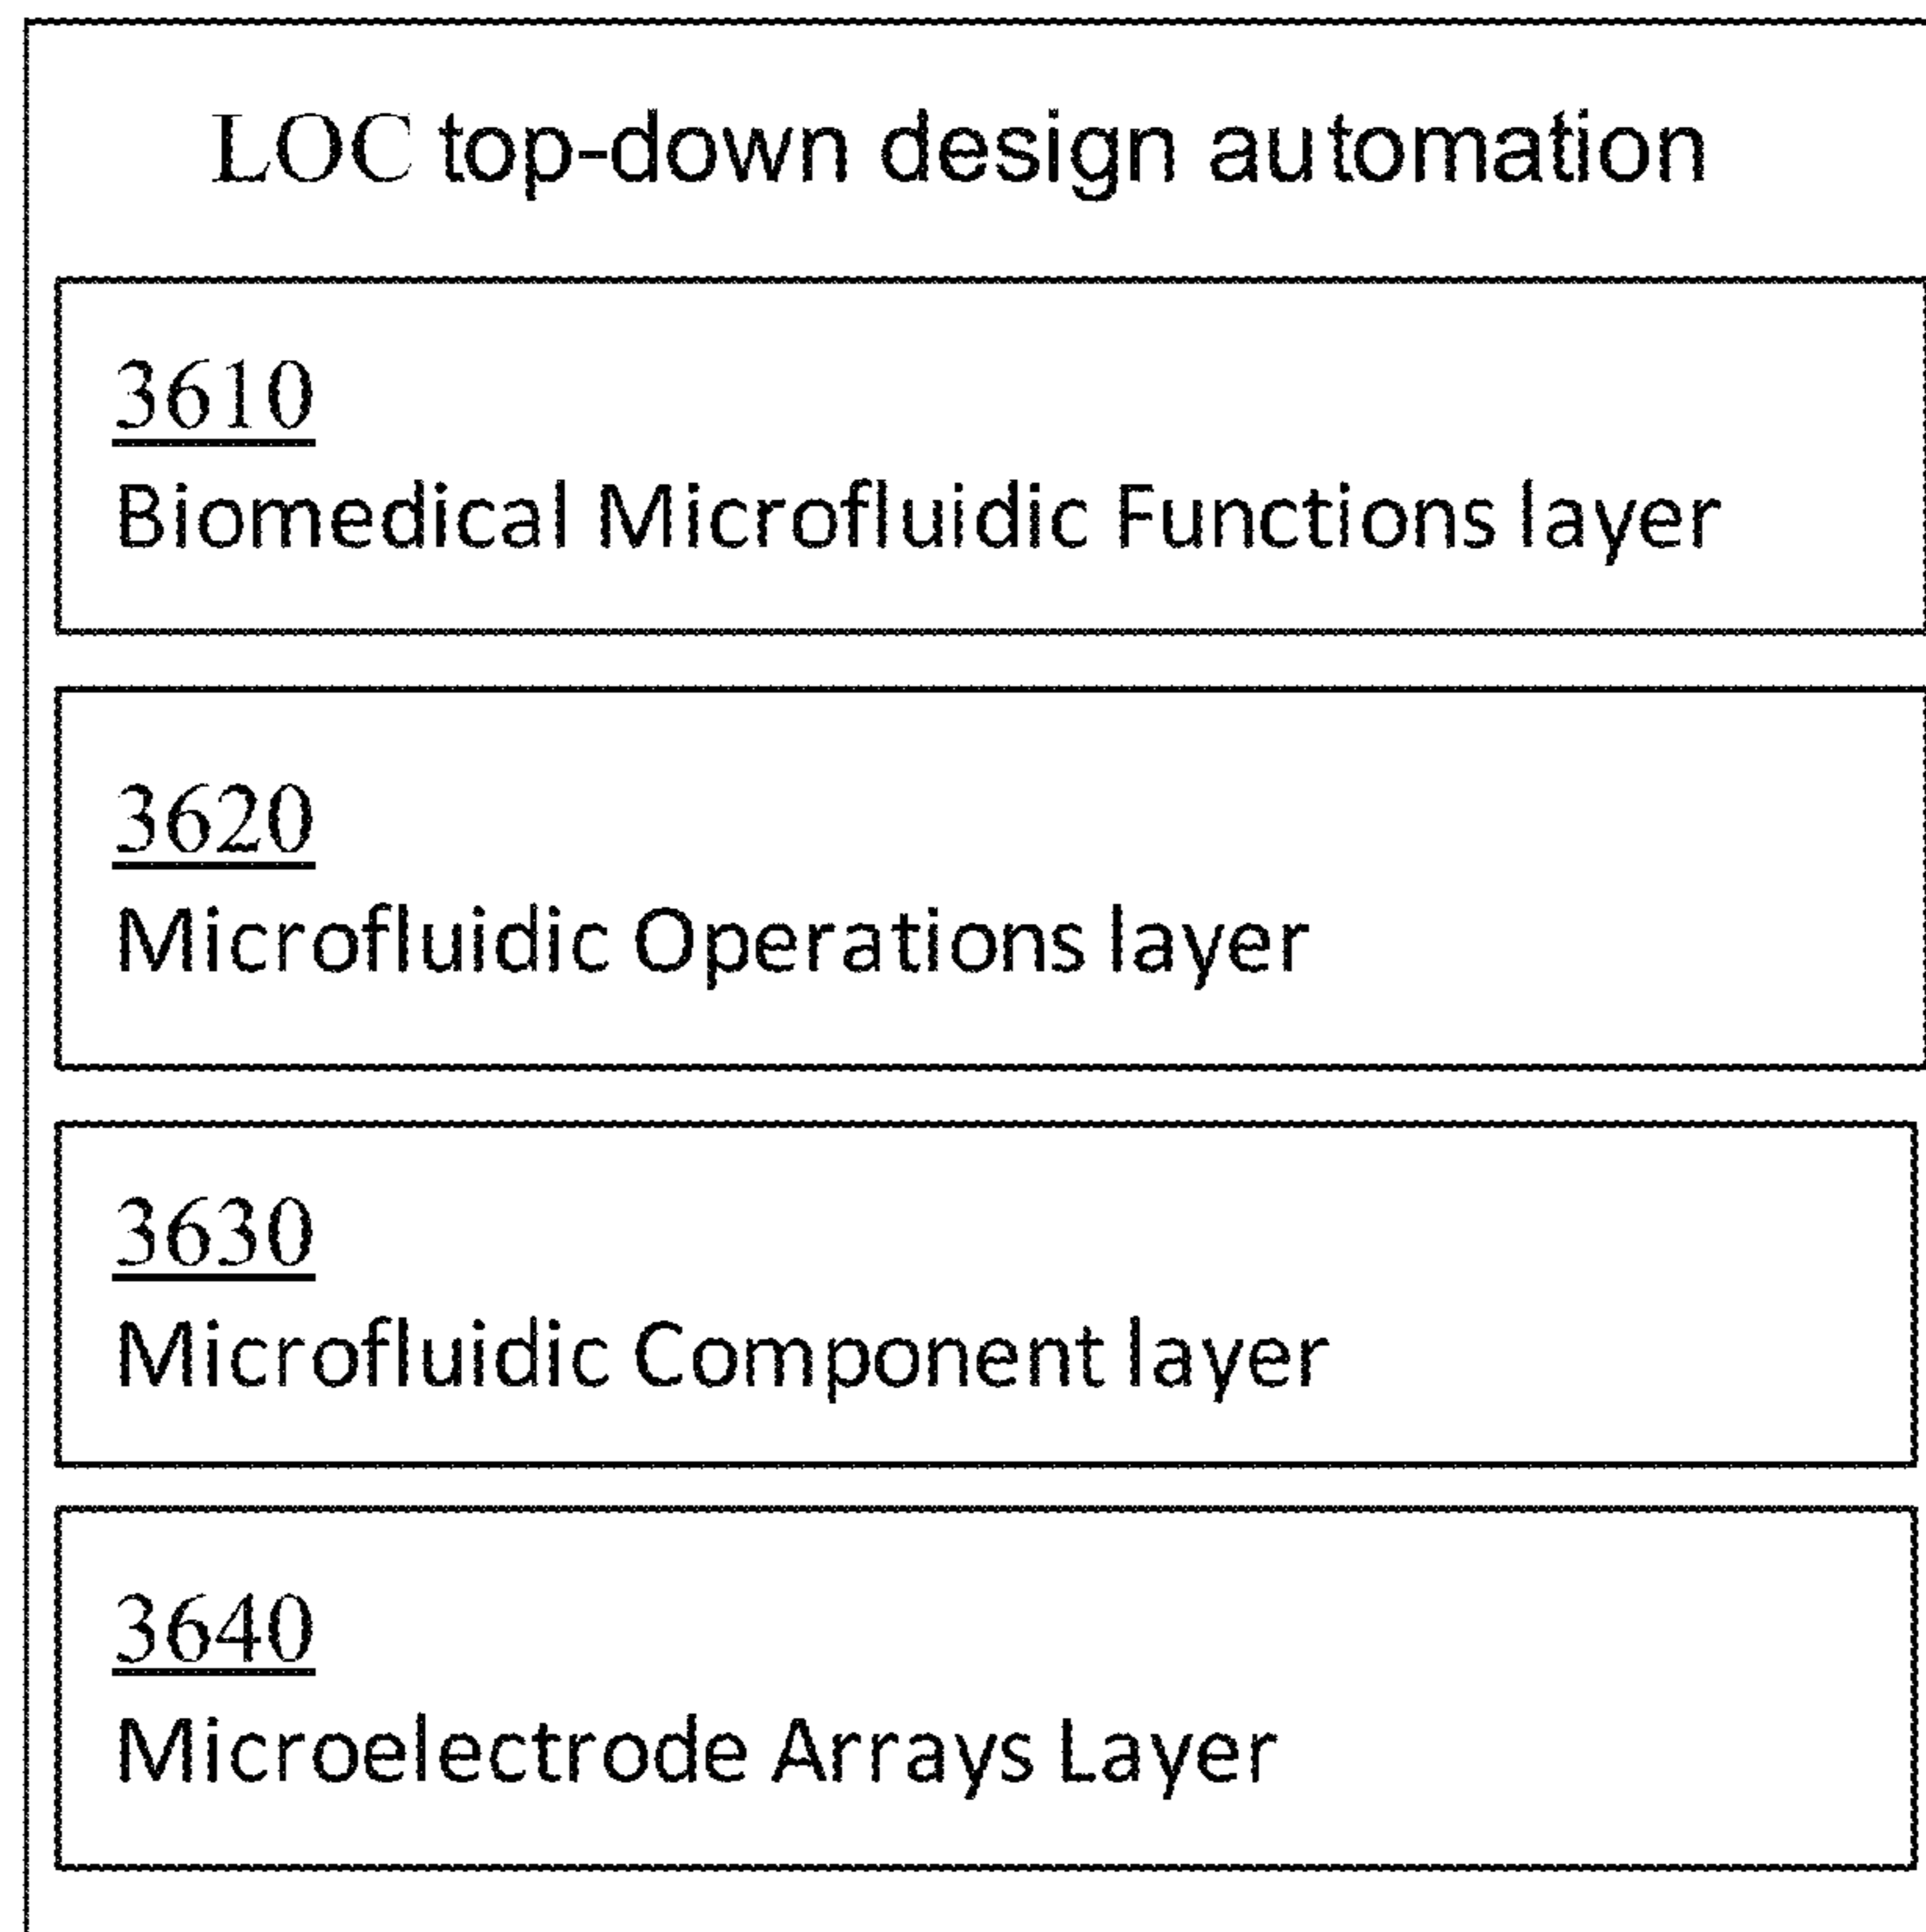 LOC top-down design automation
3610
Biomedical Microfluidic Functions layer
3620
Microfluidic Operations layer
3630
Microfluidic Component layer
3640
Microelectrode Arrays Layer